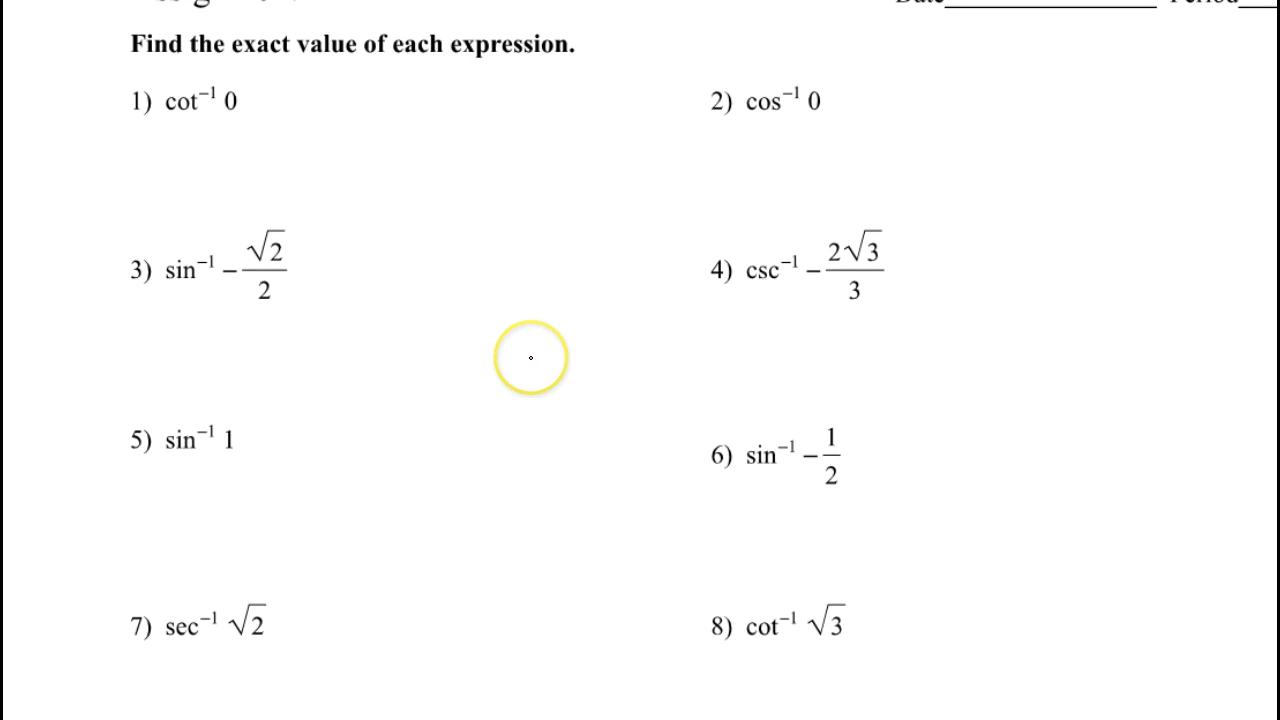 Find the exact value of each expression.
1) cot⁻¹ 0
2) cos⁻¹ 0
3) sin⁻¹ −√2/2
4) csc⁻¹ −2√3/3
5) sin⁻¹ 1
6) sin⁻¹ −1/2
7) sec⁻¹ √2
8) cot⁻¹ √3